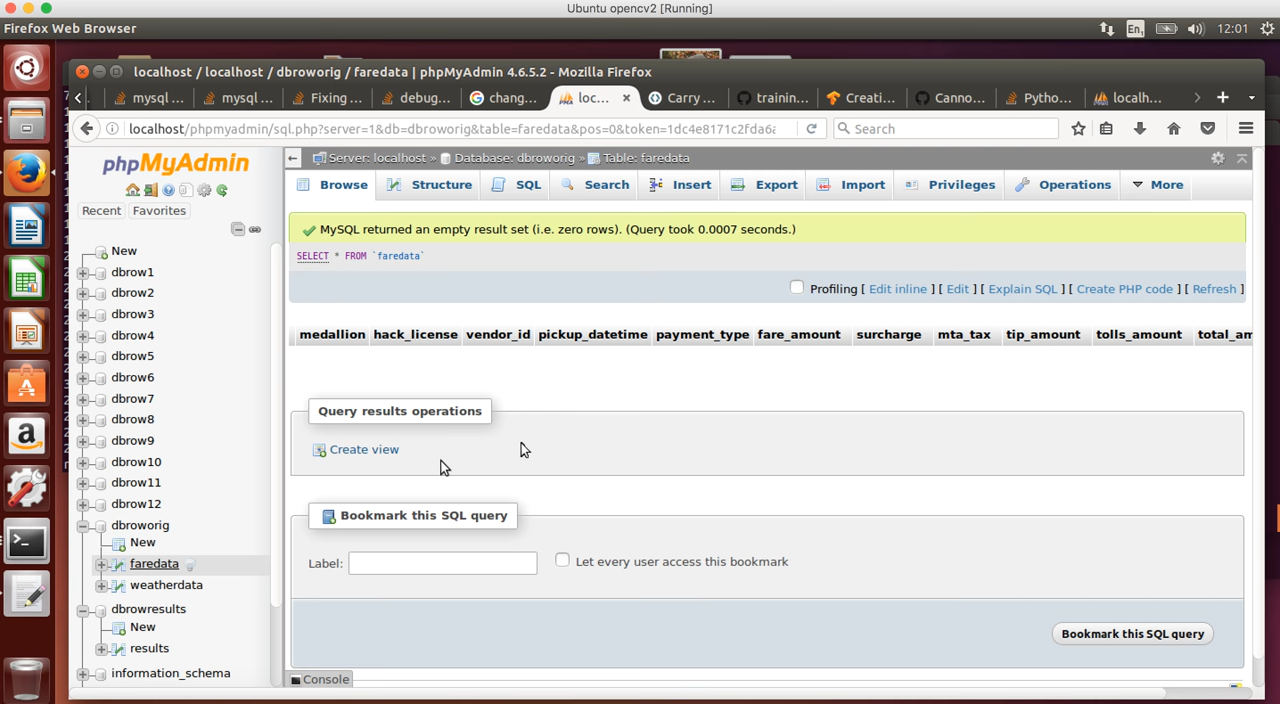 Ubuntu opencv2 [Running]
Firefox Web Browser
En1
12:01
localhost / localhost / dbroworig / faredata | phpMyAdmin 4.6.5.2 - Mozilla Firefox
mysql ...
mysql ...
Fixing ...
debug...
chang...
loc...
Carry ...
trainin...
Creati...
Canno...
Pytho...
localh...
localhost/phpmyadmin/sql.php?server=1&db=dbroworig&table=faredata&pos=0&token=1dc4e8171c2fda6a
Search
phpMyAdmin
Recent
Favorites
New
dbrow1
dbrow2
dbrow3
dbrow4
dbrow5
dbrow6
dbrow7
dbrow8
dbrow9
dbrow10
dbrow11
dbrow12
dbroworig
New
faredata
weatherdata
dbrowresults
New
results
information_schema
Server: localhost » Database: dbroworig » Table: faredata
Browse
Structure
SQL
Search
Insert
Export
Import
Privileges
Operations
More
MySQL returned an empty result set (i.e. zero rows). (Query took 0.0007 seconds.)
SELECT * FROM `faredata`
Profiling [ Edit inline ] [ Edit ] [ Explain SQL ] [ Create PHP code ] [ Refresh ]
medallion hack_license vendor_id pickup_datetime payment_type fare_amount surcharge mta_tax tip_amount tolls_amount total_am
Query results operations
Create view
Bookmark this SQL query
Label:
Let every user access this bookmark
Bookmark this SQL query
Console